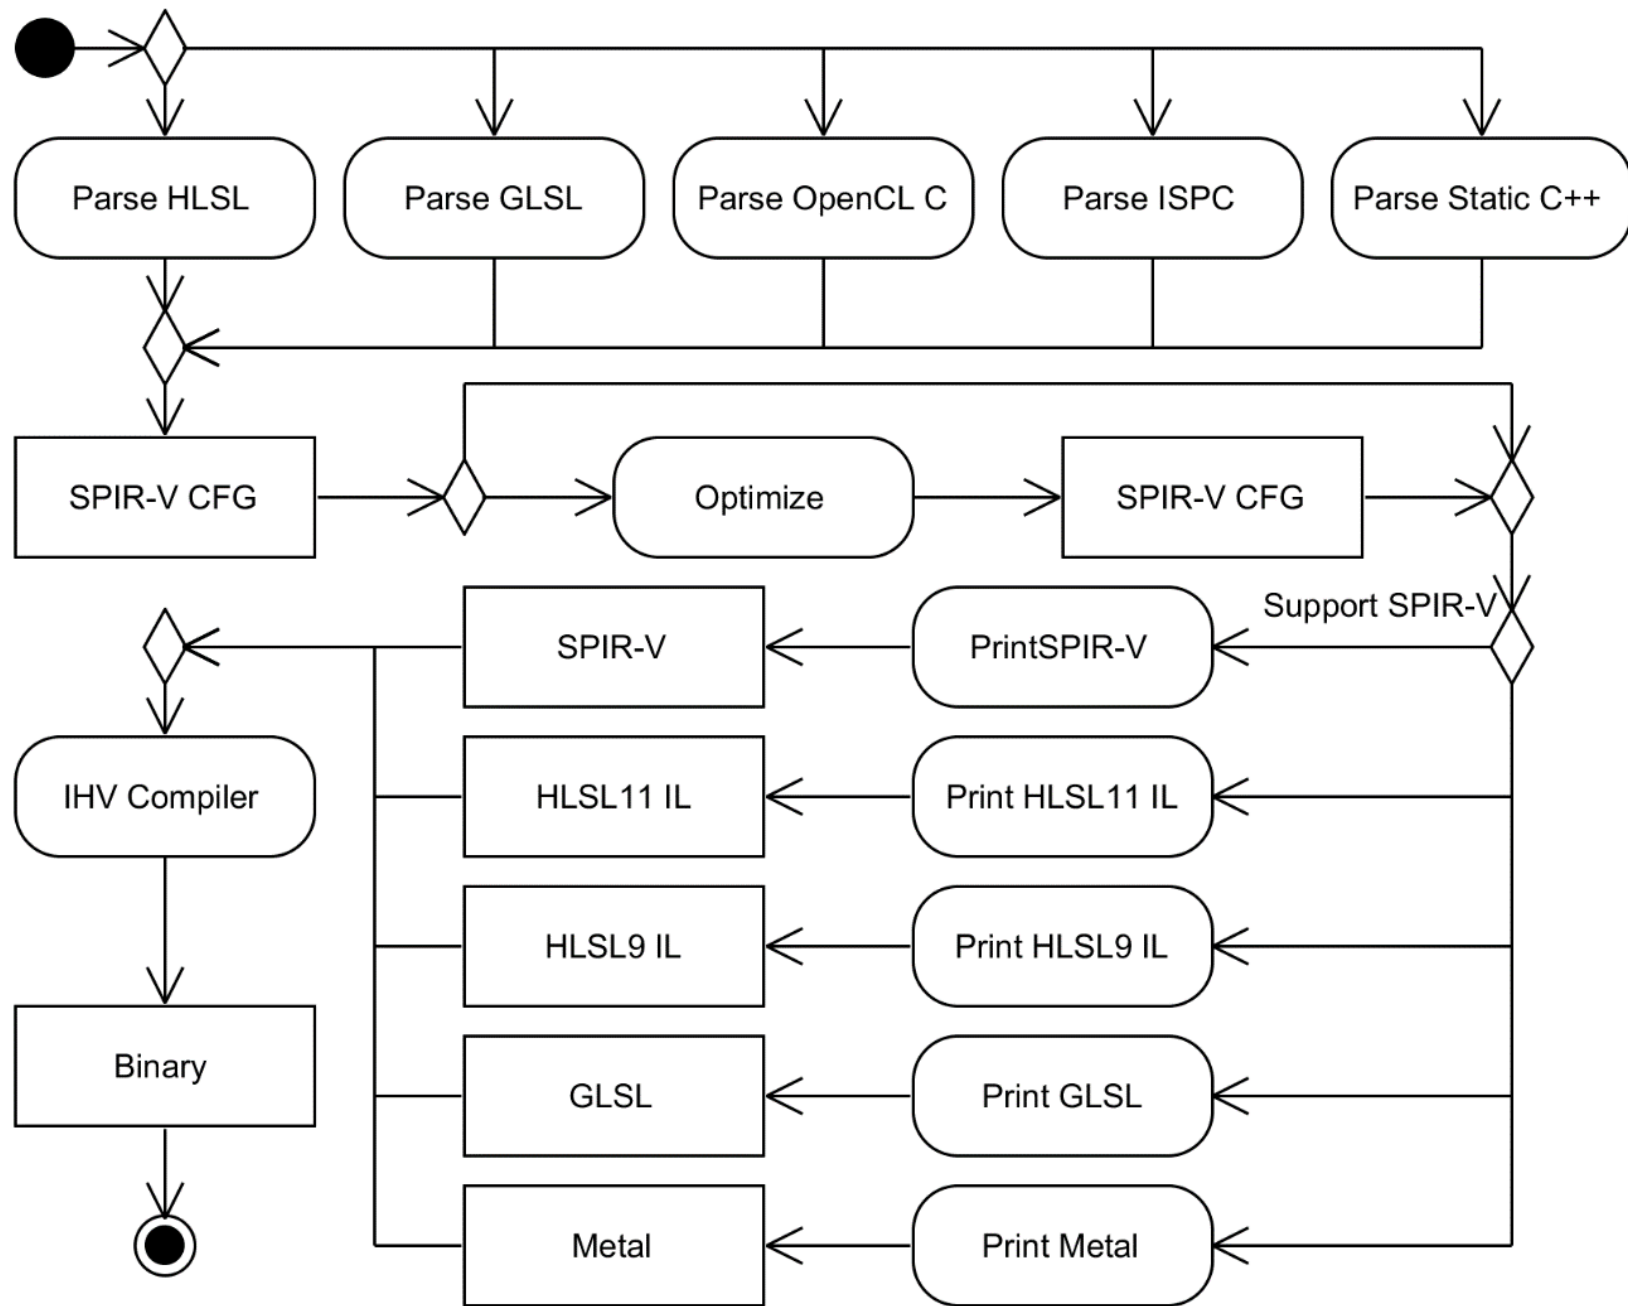 Parse HLSL
Parse GLSL
Parse OpenCL C
Parse ISPC
Parse Static C++
SPIR-V CFG
Optimize
SPIR-V CFG
Support SPIR-V
SPIR-V
PrintSPIR-V
IHV Compiler
HLSL11 IL
Print HLSL11 IL
HLSL9 IL
Print HLSL9 IL
Binary
GLSL
Print GLSL
Metal
Print Metal